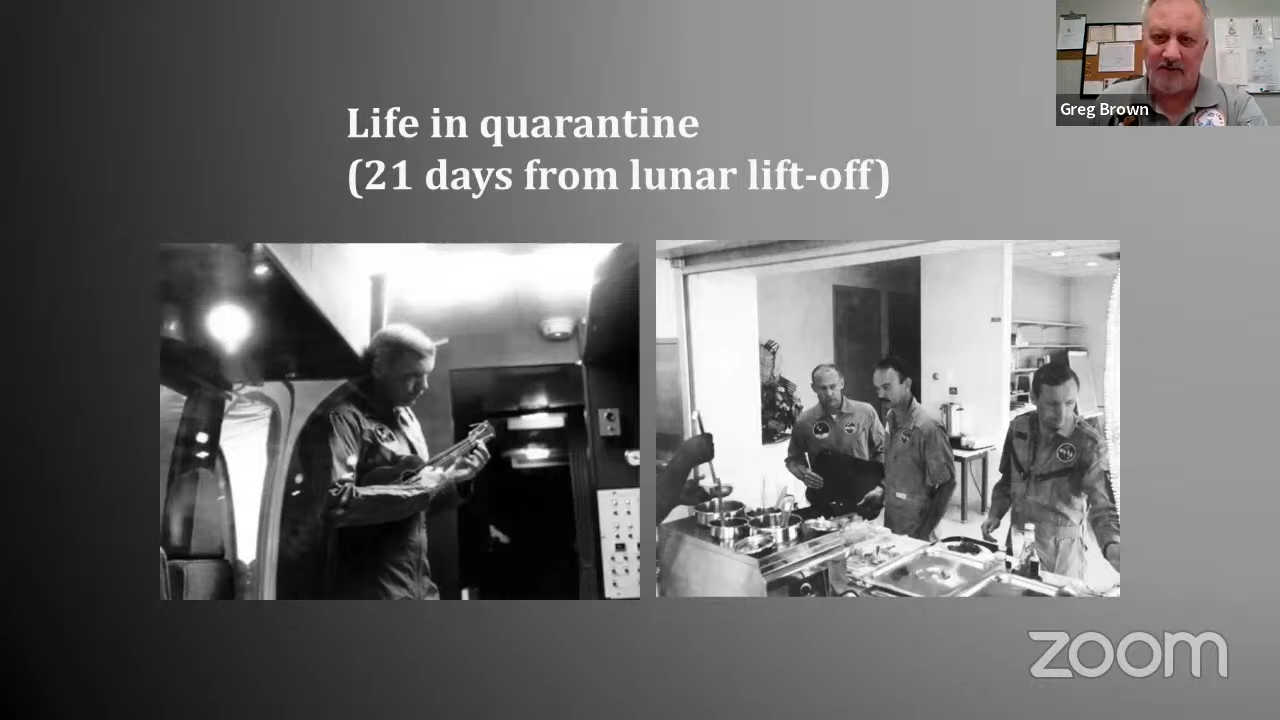 Life in quarantine
(21 days from lunar lift-off)
Greg Brown
zoom